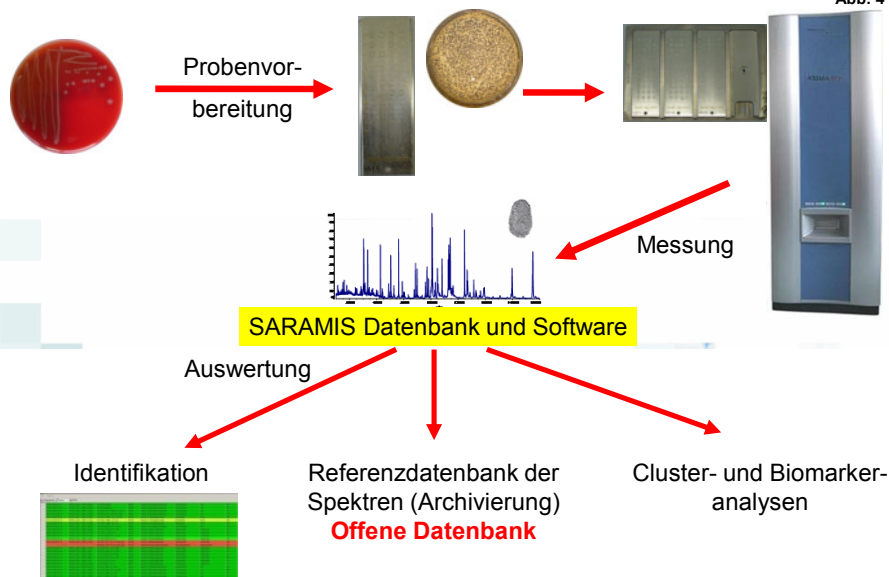 Abb. 4
Probenvor-
bereitung
Messung
SARAMIS Datenbank und Software
Auswertung
Identifikation
Referenzdatenbank der
Spektren (Archivierung)
Offene Datenbank
Cluster- und Biomarker-
analysen